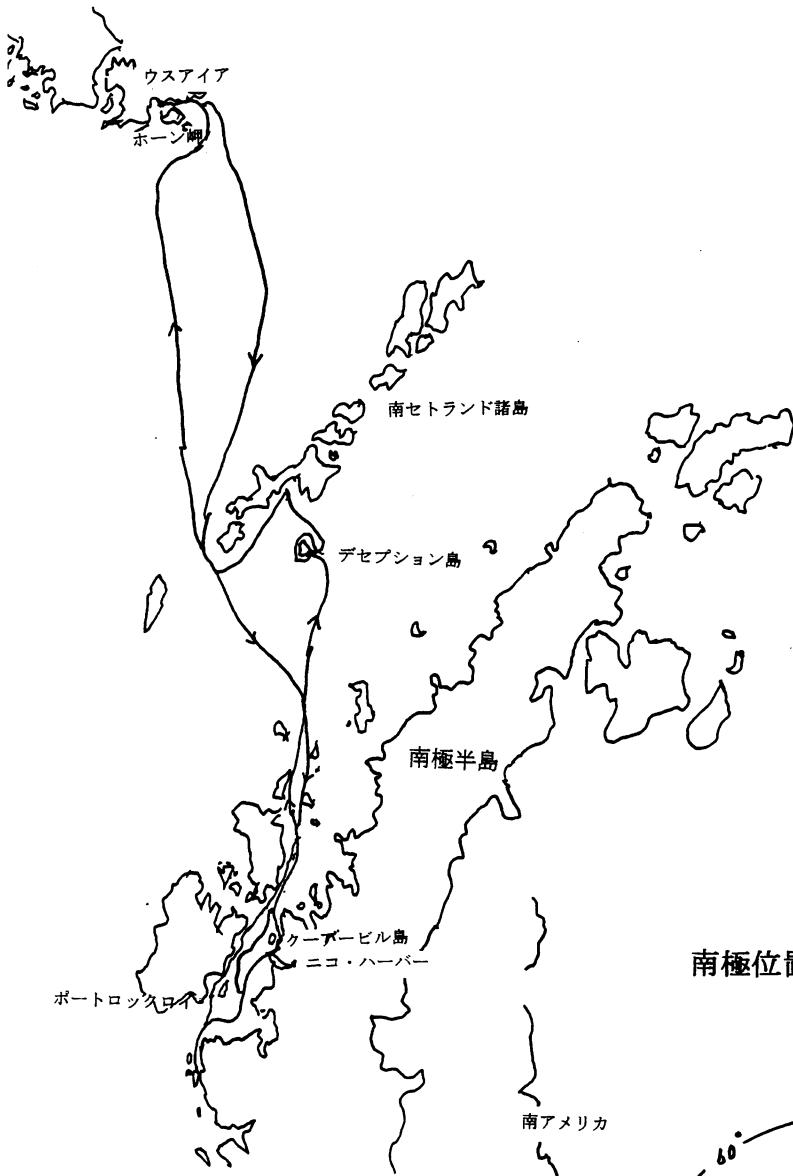 ウスアイア
ホーン岬
南セトランド諸島
デセプション島
南極半島
クーバービル島
ニコ・ハーバー
南極位置
ポートロックロイ
南アメリカ
60°